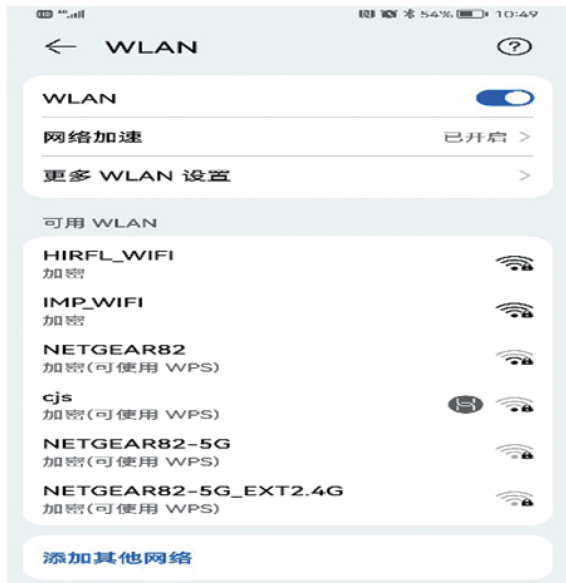 HD 4G 54% 10:49
← WLAN ?
WLAN
网络加速 已开启 >
更多 WLAN 设置 >
可用 WLAN
HIRFL_WIFI
加密
IMP_WIFI
加密
NETGEAR82
加密(可使用 WPS)
cjs
加密(可使用 WPS)
NETGEAR82-5G
加密(可使用 WPS)
NETGEAR82-5G_EXT2.4G
加密(可使用 WPS)
添加其他网络